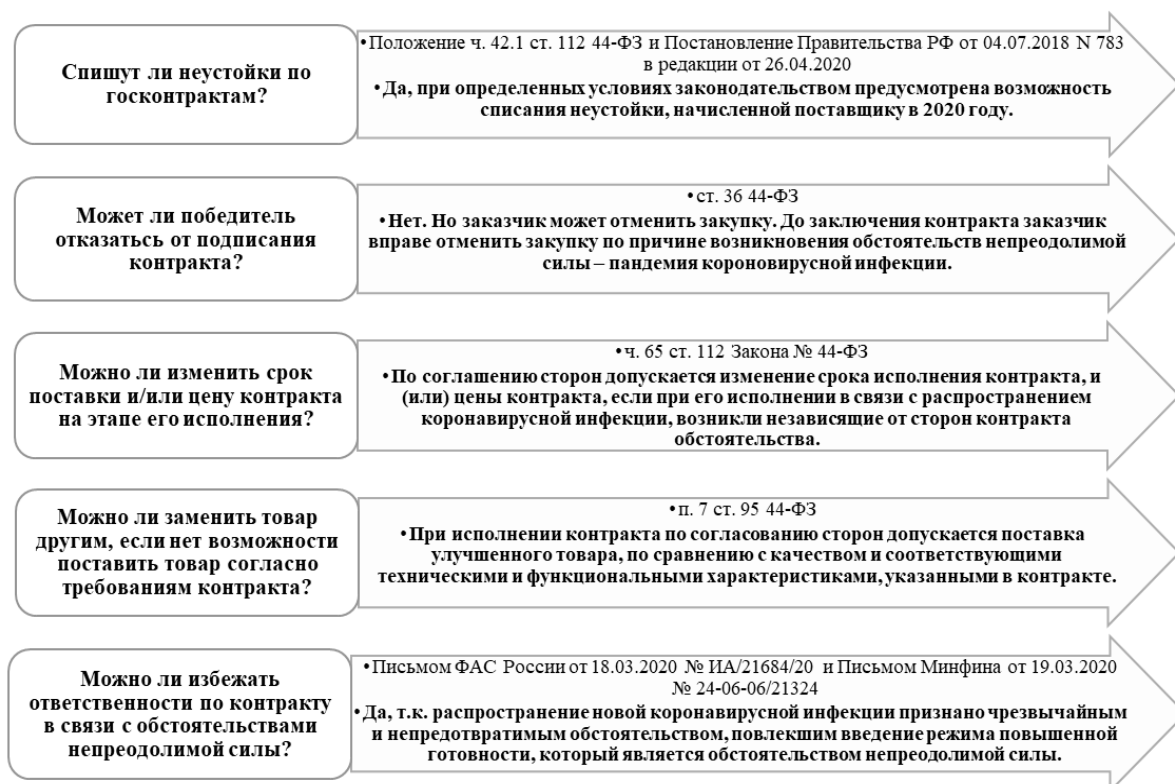 Спишут ли неустойки по
госконтрактам?
•Положение ч. 42.1 ст. 112 44-ФЗ и Постановление Правительства РФ от 04.07.2018 N 783
в редакции от 26.04.2020
•Да, при определенных условиях законодательством предусмотрена возможность
списания неустойки, начисленной поставщику в 2020 году.
Может ли победитель
отказаться от подписания
контракта?
•ст. 36 44-ФЗ
•Нет. Но заказчик может отменить закупку. До заключения контракта заказчик
вправе отменить закупку по причине возникновения обстоятельств непреодолимой
силы – пандемия короновирусной инфекции.
Можно ли изменить срок
поставки и/или цену контракта
на этапе его исполнения?
•ч. 65 ст. 112 Закона № 44-ФЗ
•По соглашению сторон допускается изменение срока исполнения контракта, и
(или) цены контракта, если при его исполнении в связи с распространением
коронавирусной инфекции, возникли независящие от сторон контракта
обстоятельства.
Можно ли заменить товар
другим, если нет возможности
поставить товар согласно
требованиям контракта?
•п. 7 ст. 95 44-ФЗ
•При исполнении контракта по согласованию сторон допускается поставка
улучшенного товара, по сравнению с качеством и соответствующими
техническими и функциональными характеристиками, указанными в контракте.
Можно ли избежать
ответственности по контракту
в связи с обстоятельствами
непреодолимой силы?
•Письмом ФАС России от 18.03.2020 № ИА/21684/20 и Письмом Минфина от 19.03.2020
№ 24-06-06/21324
•Да, т.к. распространение новой коронавирусной инфекции признано чрезвычайным
и непредотвратимым обстоятельством, повлекшим введение режима повышенной
готовности, который является обстоятельством непреодолимой силы.